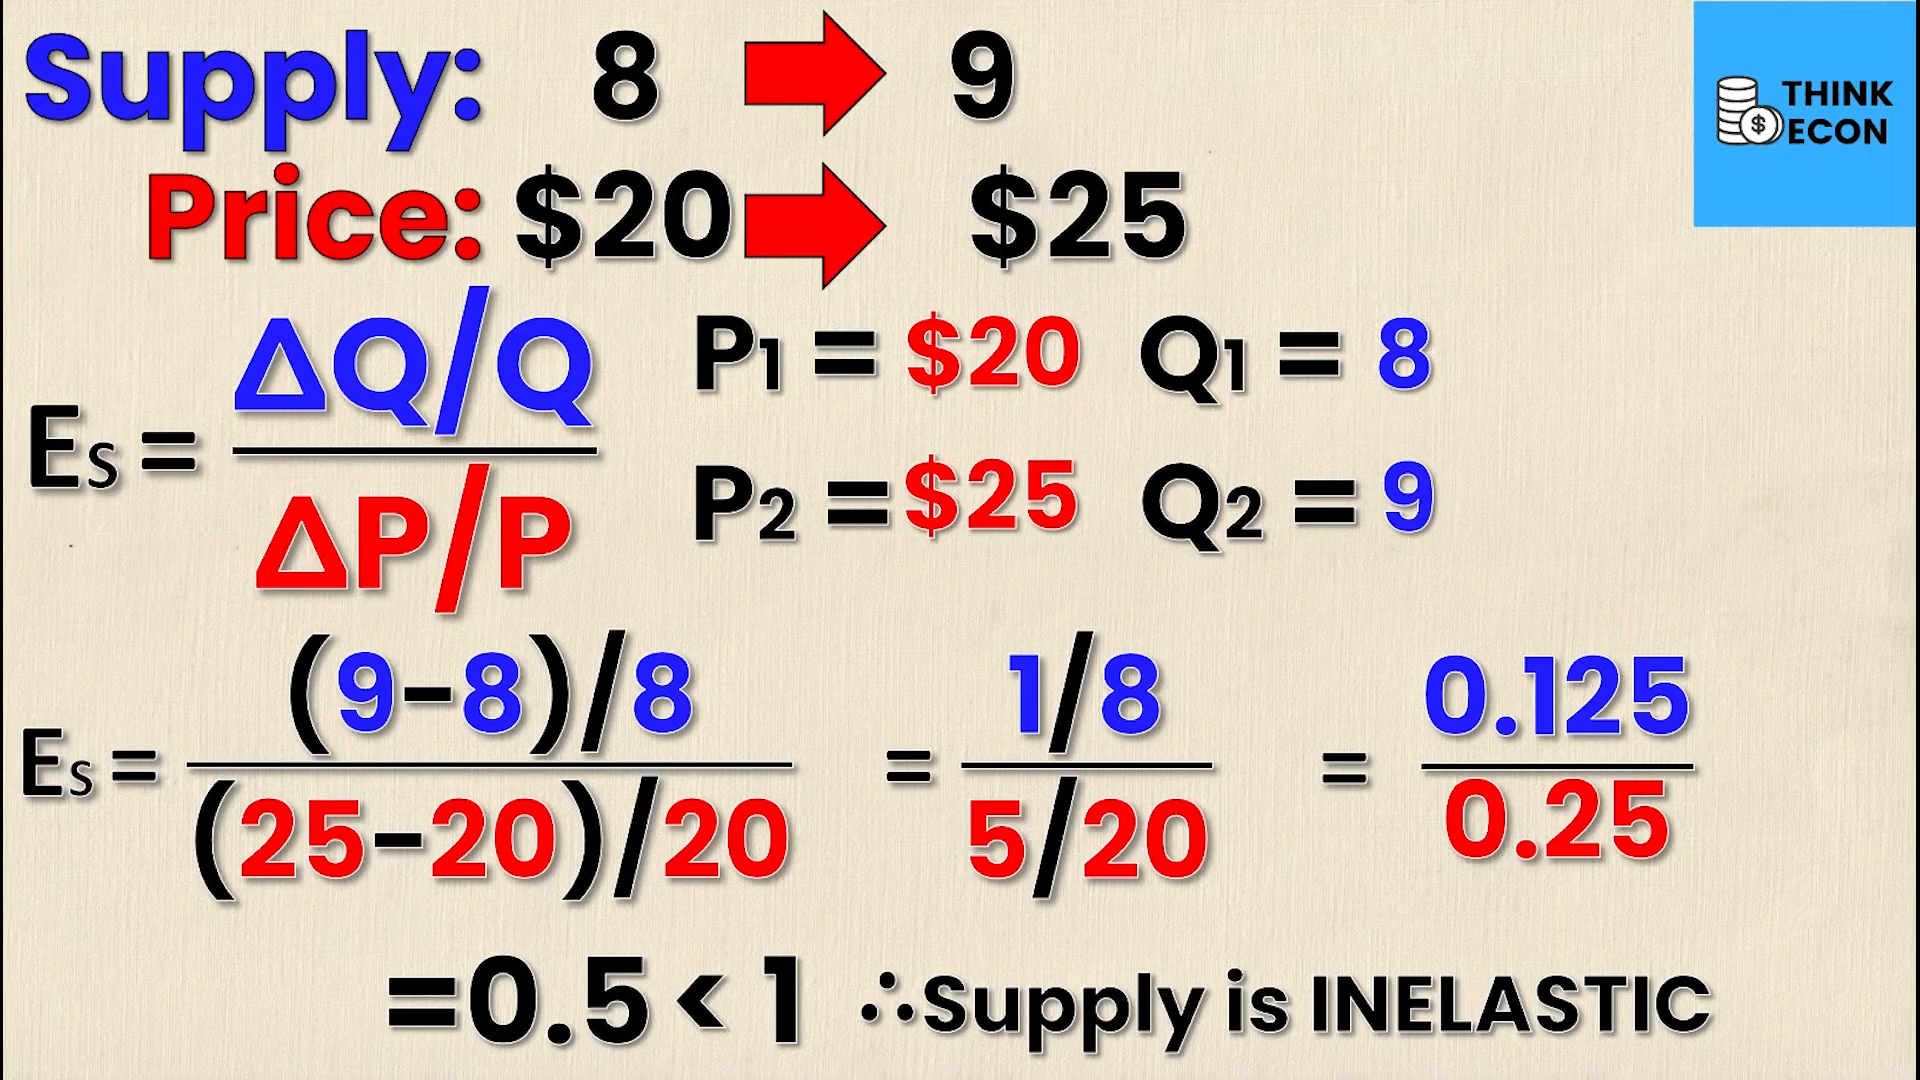 Supply: 8 9
THINK
ECON
Price: $20 $25
Es = ΔQ/Q
ΔP/P
P1 = $20 Q1 = 8
P2 = $25 Q2 = 9
Es = (9-8)/8
(25-20)/20
= 1/8
5/20
= 0.125
0.25
=0.5 < 1 ∴Supply is INELASTIC